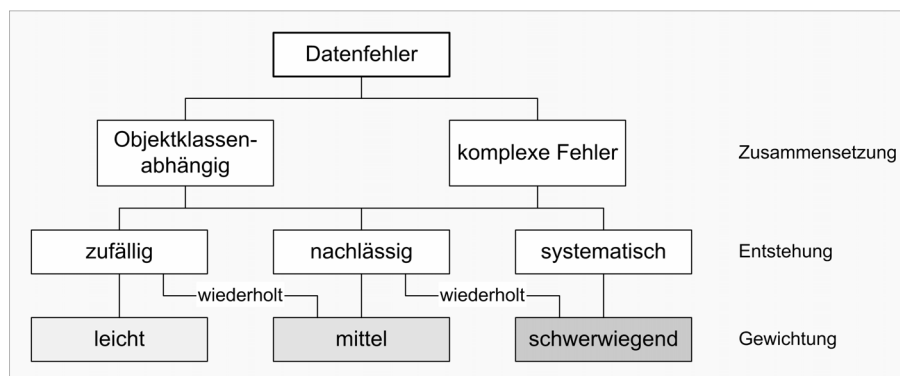 Datenfehler
Objektklassen-
abhängig
komplexe Fehler
Zusammensetzung
zufällig
nachlässig
systematisch
Entstehung
wiederholt
wiederholt
leicht
mittel
schwerwiegend
Gewichtung